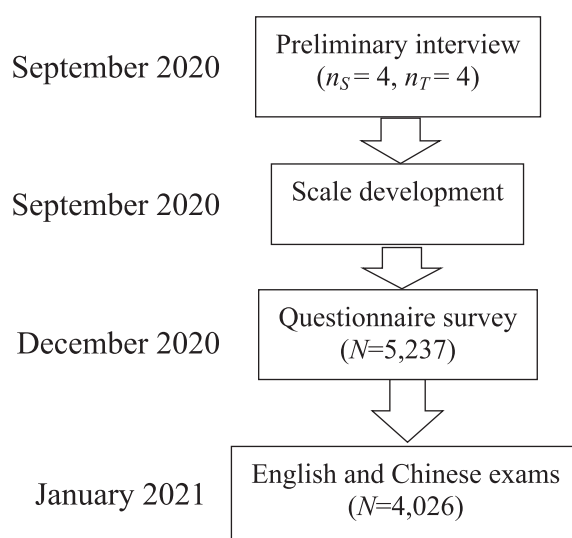 Preliminary interview
September 2020
(nS = 4, nT = 4)
September 2020
Scale development
Questionnaire survey
December 2020
(N=5,237)
English and Chinese exams
January 2021
(N=4,026)